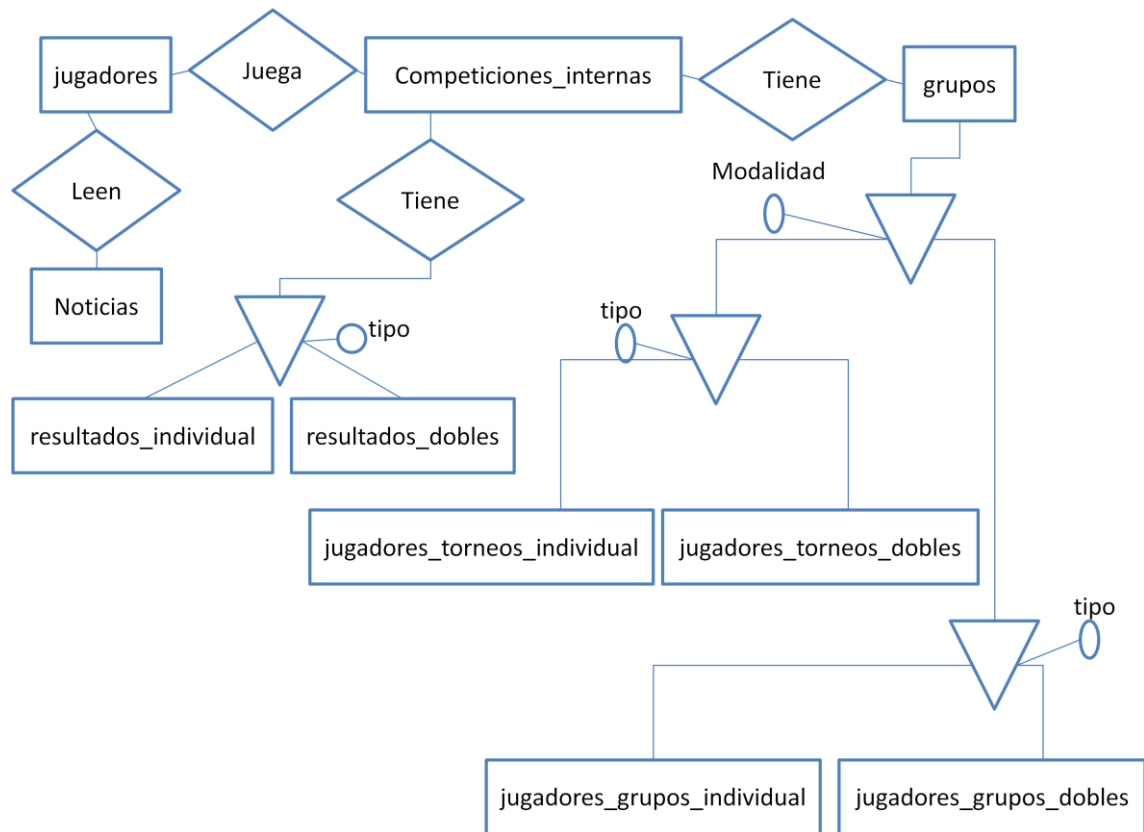 jugadores
Juega
Competiciones_internas
Tiene
grupos
Leen
Tiene
Modalidad
Noticias
tipo
tipo
resultados_individual
resultados_dobles
jugadores_torneos_individual
jugadores_torneos_dobles
tipo
jugadores_grupos_individual
jugadores_grupos_dobles